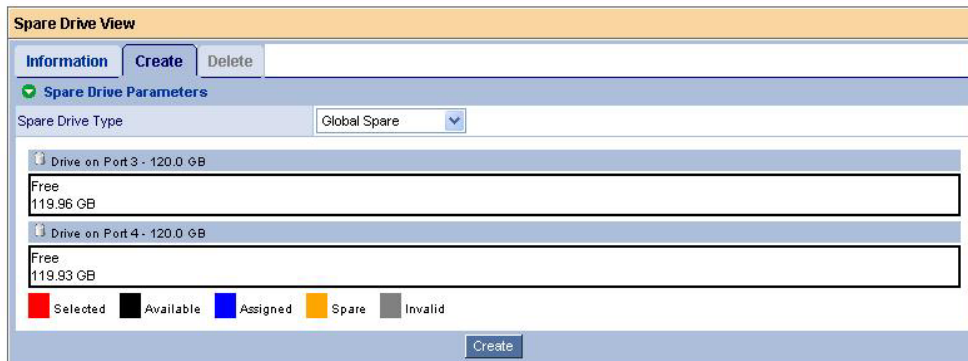 Spare Drive View
Information Create Delete
Spare Drive Parameters
Spare Drive Type Global Spare
Drive on Port 3 - 120.0 GB
Free
119.96 GB
Drive on Port 4 - 120.0 GB
Free
119.93 GB
Selected Available Assigned Spare Invalid
Create